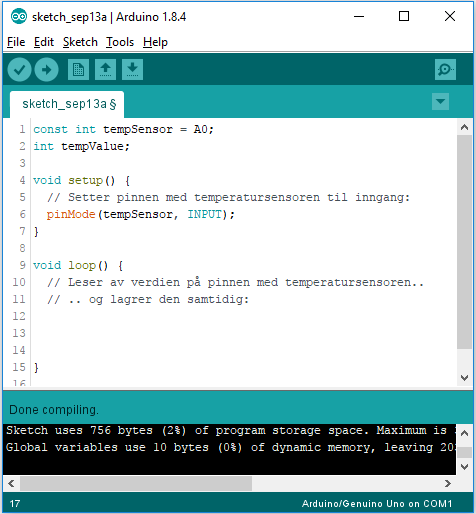 sketch_sep13a | Arduino 1.8.4
File Edit Sketch Tools Help
sketch_sep13a §
1 const int tempSensor = A0;
2 int tempValue;
3
4 void setup() {
5 // Setter pinnen med temperatursensoren til inngang:
6 pinMode(tempSensor, INPUT);
7 }
8
9 void loop() {
10 // Leser av verdien på pinnen med temperatursensoren..
11 // .. og lagrer den samtidig:
12
13
14
15 }
16
Done compiling.
Sketch uses 756 bytes (2%) of program storage space. Maximum is
Global variables use 10 bytes (0%) of dynamic memory, leaving
17 Arduino/Genuino Uno on COM1